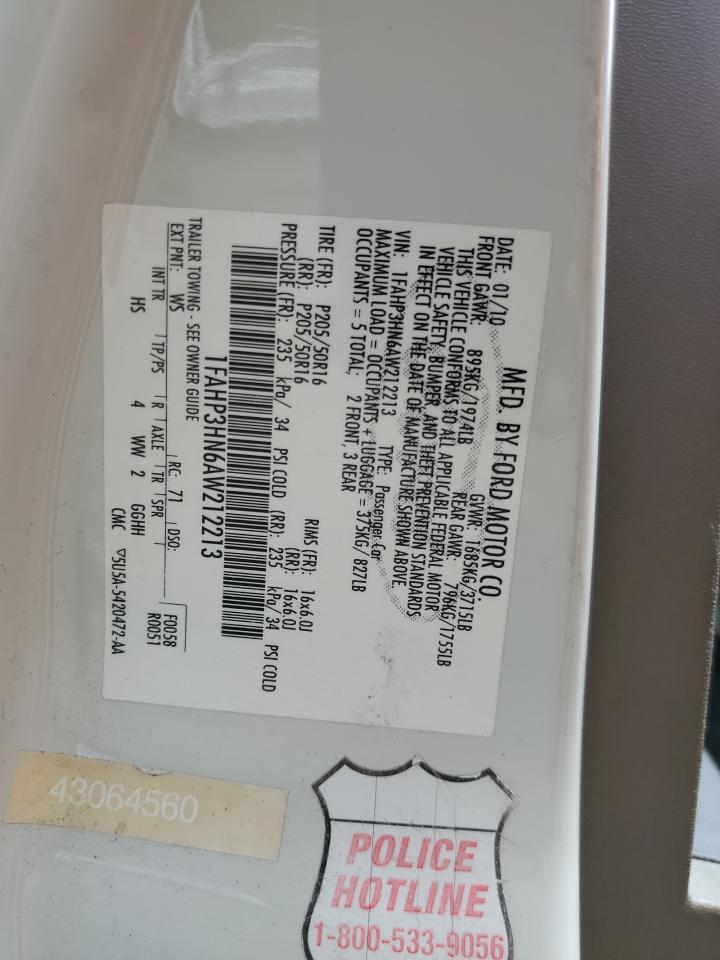 MFD. BY FORD MOTOR CO.
DATE: 01/10 GVWR: 1685KG/3715LB
FRONT GAWR: 895KG/1974LB REAR GAWR: 796KG/1755LB
THIS VEHICLE CONFORMS TO ALL APPLICABLE FEDERAL MOTOR
VEHICLE SAFETY, BUMPER, AND THEFT PREVENTION STANDARDS
IN EFFECT ON THE DATE OF MANUFACTURE SHOWN ABOVE.
VIN: 1FAHP3HN6AW212213 TYPE: Passenger Car
MAXIMUM LOAD = OCCUPANTS + LUGGAGE = 375KG/827LB
OCCUPANTS = 5 TOTAL; 2 FRONT, 3 REAR
TIRE (FR): P205/50R16 RIMS (FR): 16x6.0J
(RR): P205/50R16 (RR): 16x6.0J
PRESSURE (FR): 235 kPa/ 34 PSI COLD (RR): 235 kPa/34 PSI COLD
1FAHP3HN6AW212213
TRAILER TOWING - SEE OWNER GUIDE
EXT PNT: WS RC: 71 DSO: F0058
R0051
INT TR TP/PS R AXLE TR SPR
HS 4 WW 2 GGHH
CMC ▽5U5A-5420472-AA
43064560
POLICE
HOTLINE
1-800-533-9056